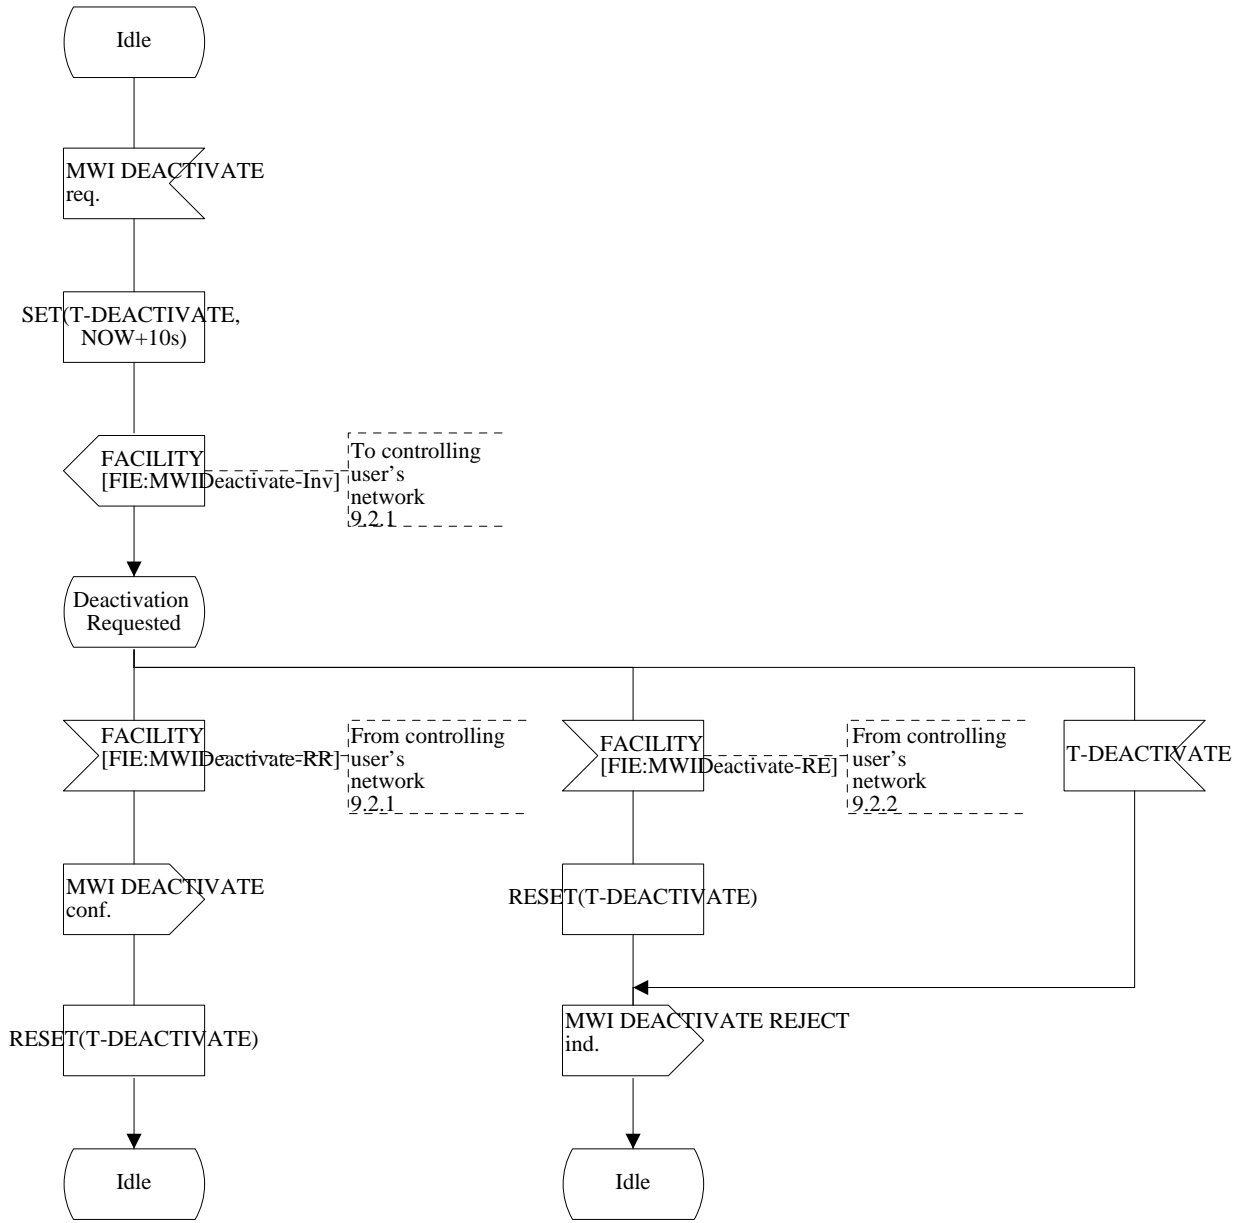 Idle
MWI DEACTIVATE
req.
SET(T-DEACTIVATE,
NOW+10s)
FACILITY
[FIE:MWIDeactivate-Inv]
To controlling
user's
network
9.2.1
Deactivation
Requested
FACILITY
[FIE:MWIDeactivate-RR]
From controlling
user's
network
9.2.1
FACILITY
[FIE:MWIDeactivate-RE]
From controlling
user's
network
9.2.2
T-DEACTIVATE
MWI DEACTIVATE
conf.
RESET(T-DEACTIVATE)
RESET(T-DEACTIVATE)
MWI DEACTIVATE REJECT
ind.
Idle
Idle